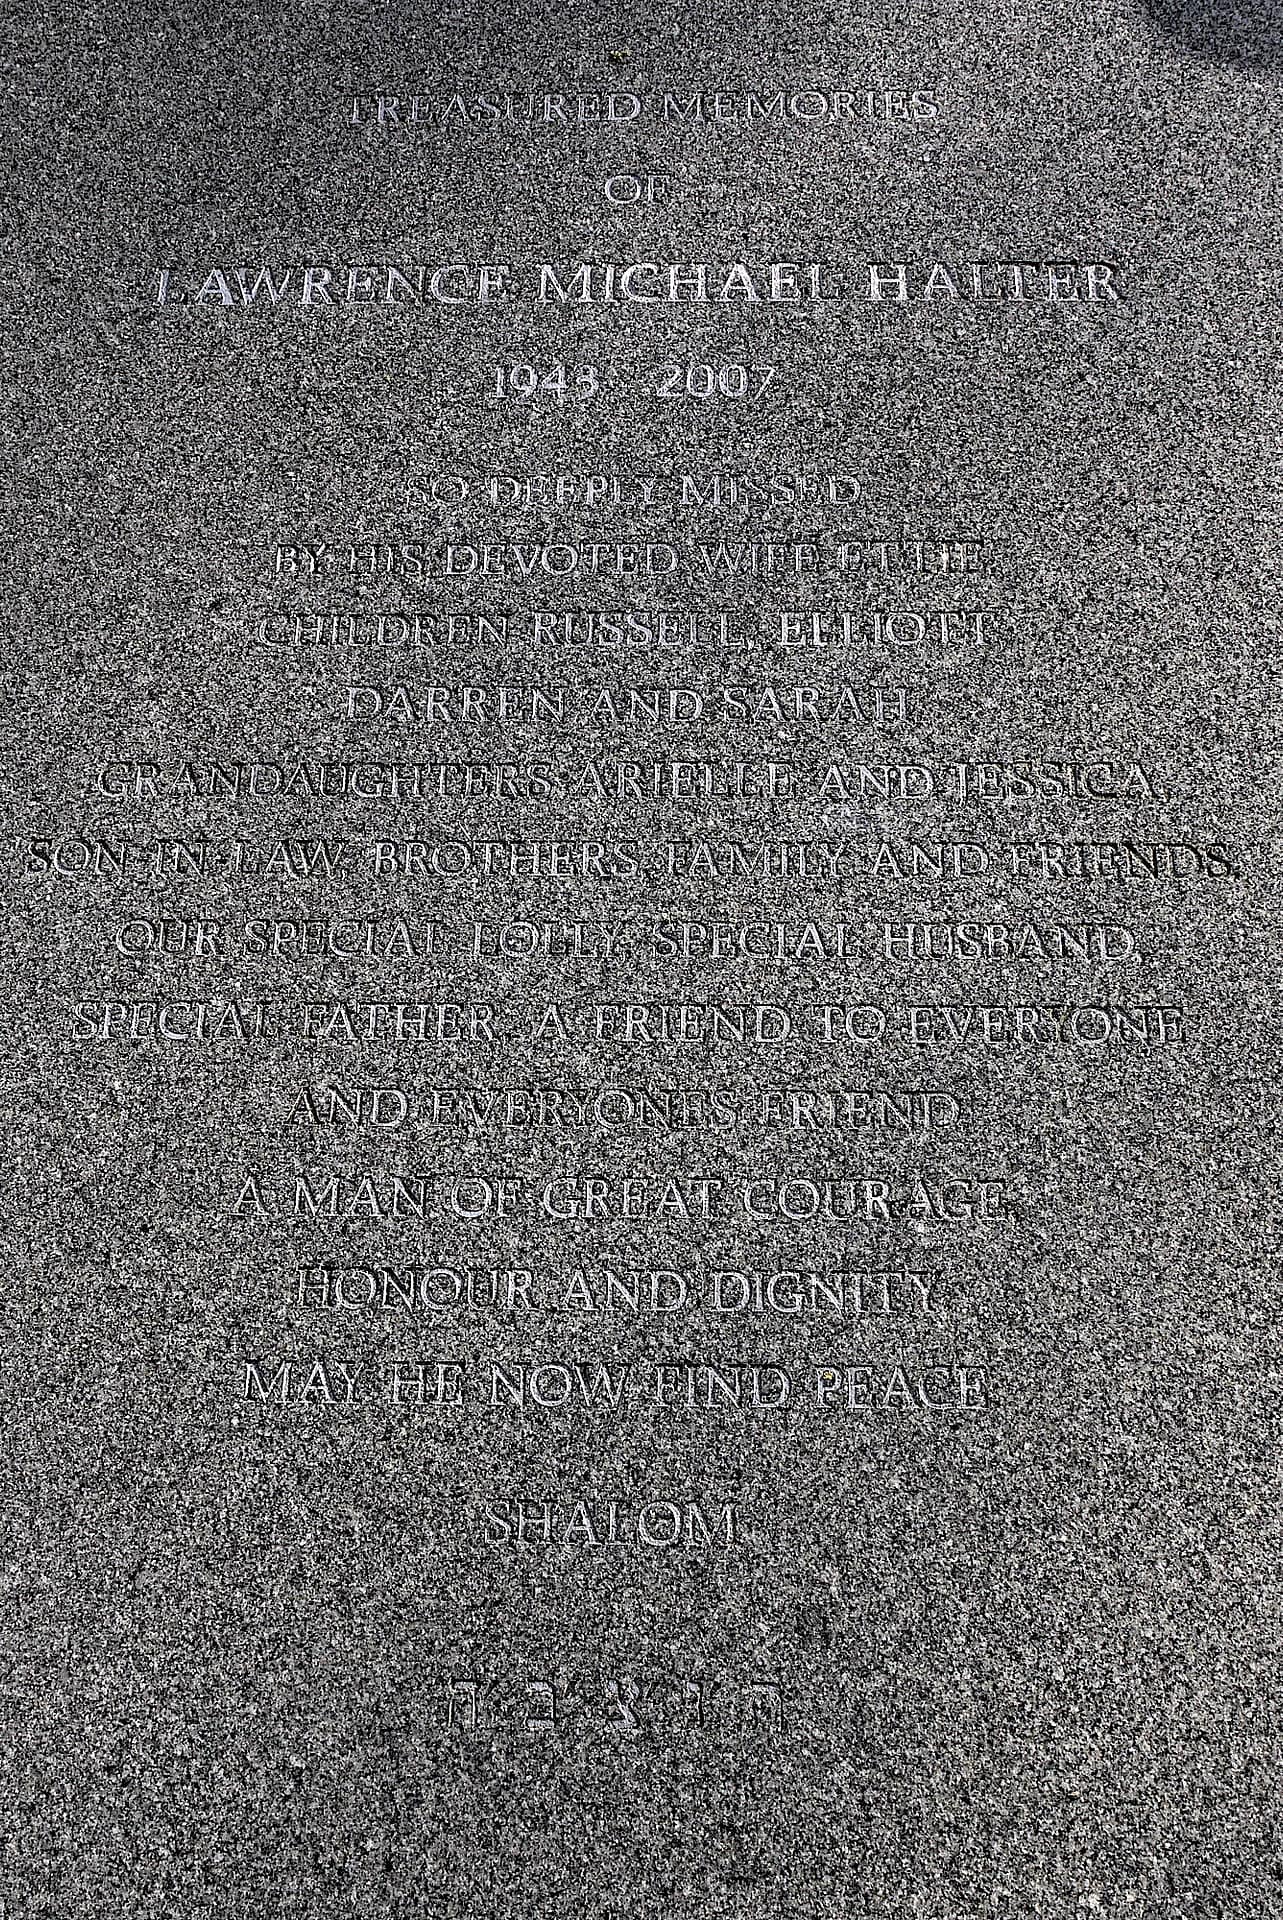 TREASURED MEMORIES
OF
LAWRENCE MICHAEL HALTER
1943 2007
SO DEEPLY MISSED
BY HIS DEVOTED WIFE ETTIE,
CHILDREN RUSSELL, ELLIOTT
DARREN AND SARAH,
GRANDAUGHTERS ARIELLE AND JESSICA,
SON-IN-LAW, BROTHERS, FAMILY AND FRIENDS.
OUR SPECIAL LOLLY, SPECIAL HUSBAND,
SPECIAL FATHER. A FRIEND TO EVERYONE
AND EVERYONES FRIEND
A MAN OF GREAT COURAGE,
HONOUR AND DIGNITY
MAY HE NOW FIND PEACE
SHALOM